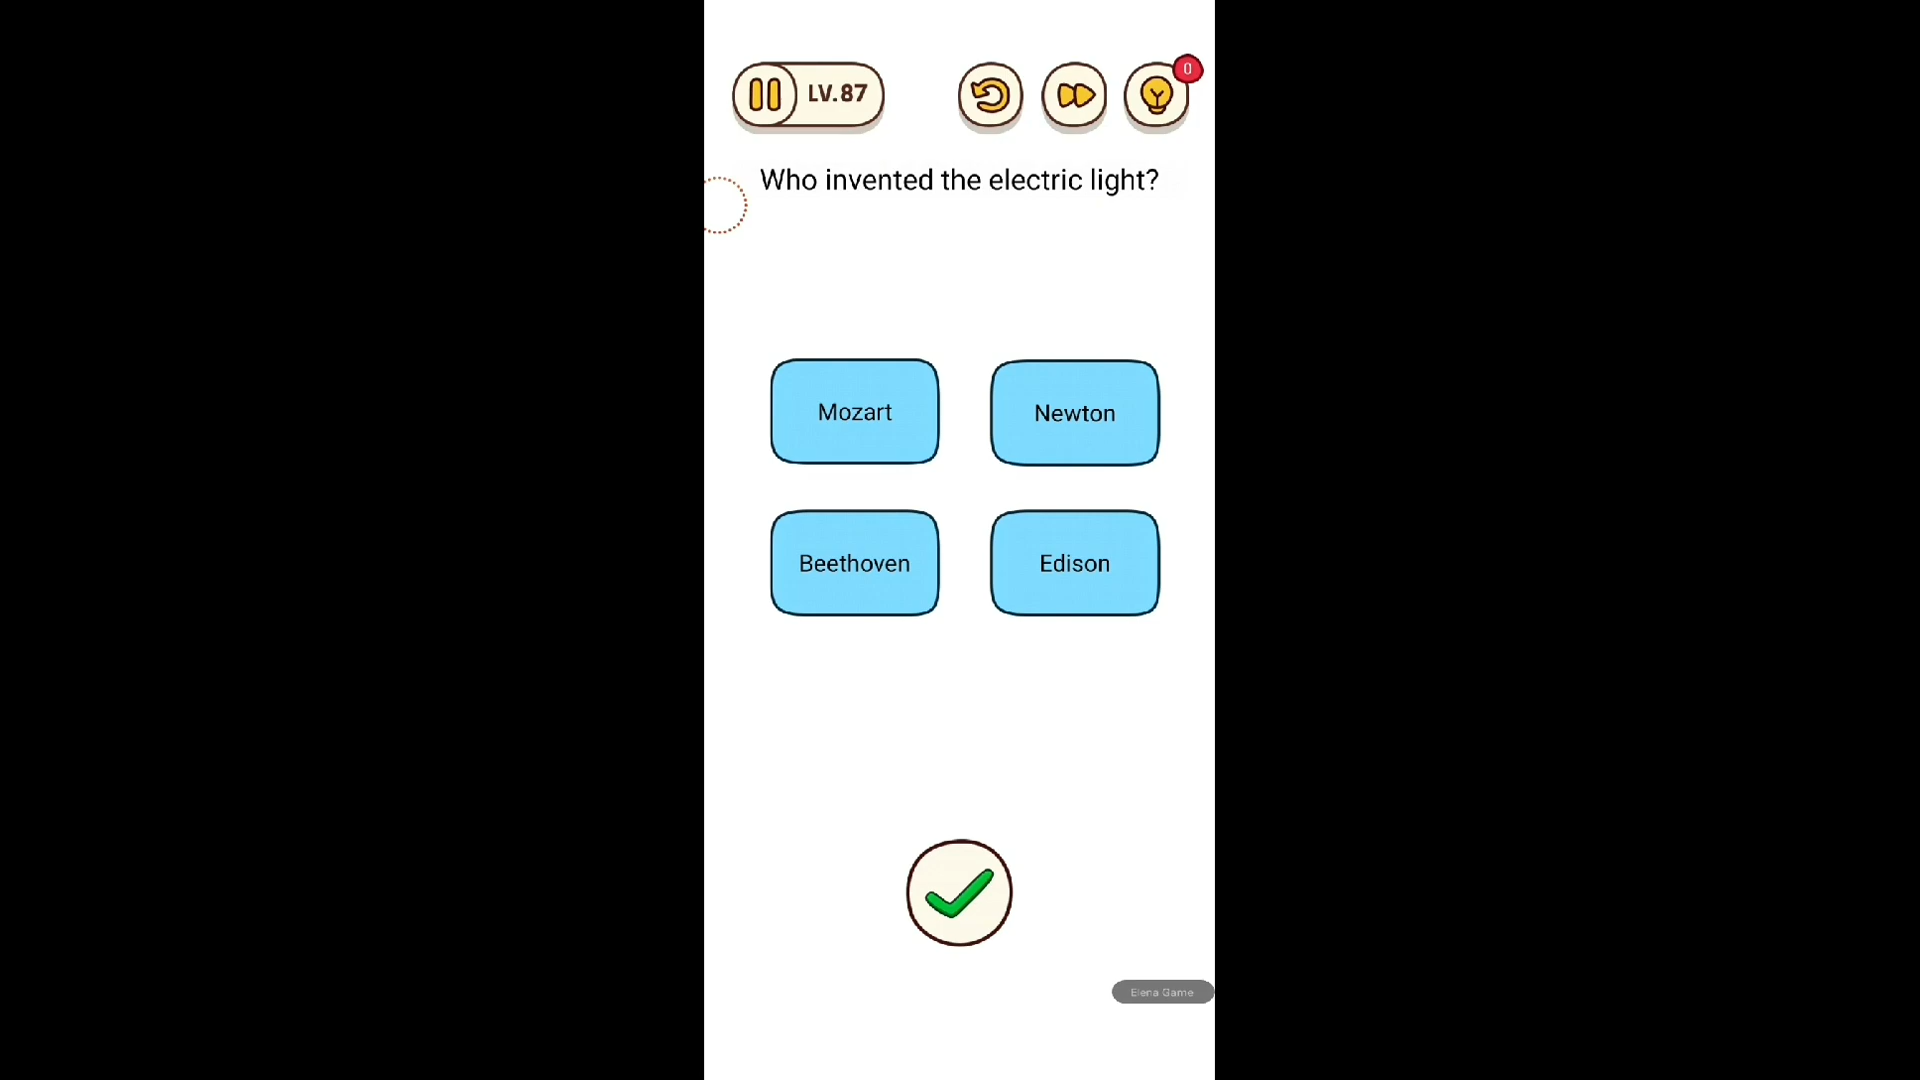 LV.87
0
Who invented the electric light?
Mozart
Newton
Beethoven
Edison
Elena Game